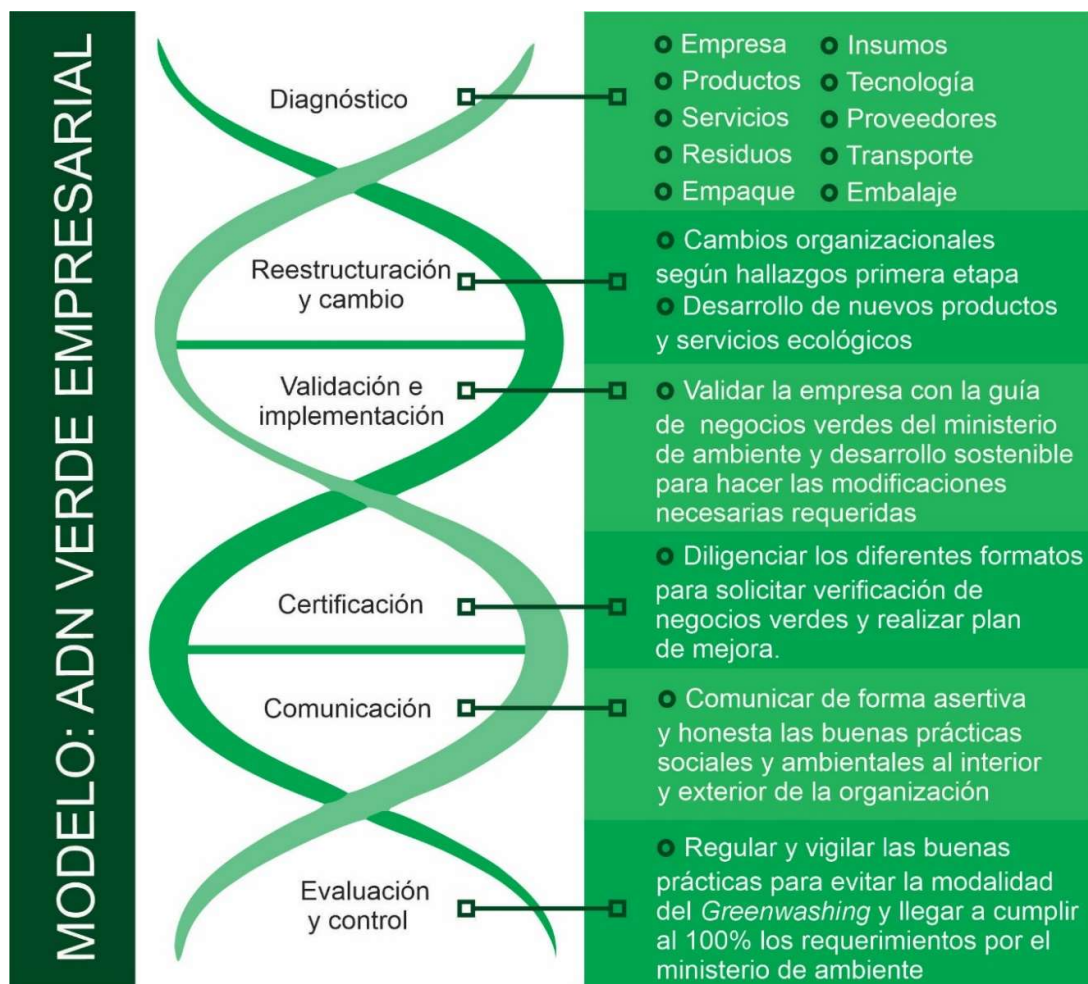 MODELO: ADN VERDE EMPRESARIAL
Diagnóstico
Empresa
Productos
Servicios
Residuos
Empaque
Insumos
Tecnología
Proveedores
Transporte
Embalaje
Reestructuración
y cambio
Cambios organizacionales
según hallazgos primera etapa
Desarrollo de nuevos productos
y servicios ecológicos
Validación e
implementación
Validar la empresa con la guía
de negocios verdes del ministerio
de ambiente y desarrollo sostenible
para hacer las modificaciones
necesarias requeridas
Certificación
Diligenciar los diferentes formatos
para solicitar verificación de
negocios verdes y realizar plan
de mejora.
Comunicación
Comunicar de forma asertiva
y honesta las buenas prácticas
sociales y ambientales al interior
y exterior de la organización
Evaluación
y control
Regular y vigilar las buenas
prácticas para evitar la modalidad
del Greenwashing y llegar a cumplir
al 100% los requerimientos por el
ministerio de ambiente